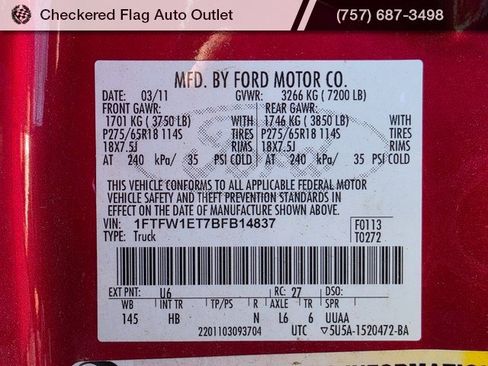 Checkered Flag Auto Outlet (757) 687-3498
MFD. BY FORD MOTOR CO.
DATE: 03/11 GVWR: 3266 KG ( 7200 LB)
FRONT GAWR: REAR GAWR:
1701 KG ( 3750 LB) WITH 1746 KG ( 3850 LB) WITH
P275/65R18 114S TIRES P275/65R18 114S TIRES
18X7.5J RIMS 18X7.5J RIMS
AT 240 kPa/ 35 PSI COLD AT 240 kPa/ 35 PSI COLD
THIS VEHICLE CONFORMS TO ALL APPLICABLE FEDERAL MOTOR
VEHICLE SAFETY AND THEFT PREVENTION STANDARDS IN
EFFECT ON THE DATE OF MANUFACTURE SHOWN ABOVE.
VIN: 1FTFW1ET7BFB14837 F0113
TYPE: Truck T0272
EXT PNT: U6 RC: 27 DSO:
WB INT TR TP/PS R AXLE TR SPR
145 HB N L6 6 UUAA
2201103093704 UTC 5U5A-1520472-BA
INFORMATION